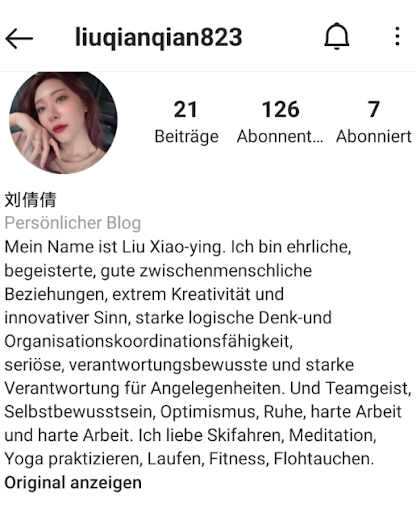 liuqianqian823
21 126 7
Beiträge Abonnent... Abonniert
刘倩倩
Persönlicher Blog
Mein Name ist Liu Xiao-ying. Ich bin ehrliche,
begeisterte, gute zwischenmenschliche
Beziehungen, extrem Kreativität und
innovativer Sinn, starke logische Denk-und
Organisationskoordinationsfähigkeit,
seriöse, verantwortungsbewusste und starke
Verantwortung für Angelegenheiten. Und Teamgeist,
Selbstbewusstsein, Optimismus, Ruhe, harte Arbeit
und harte Arbeit. Ich liebe Skifahren, Meditation,
Yoga praktizieren, Laufen, Fitness, Flohtauchen.
Original anzeigen